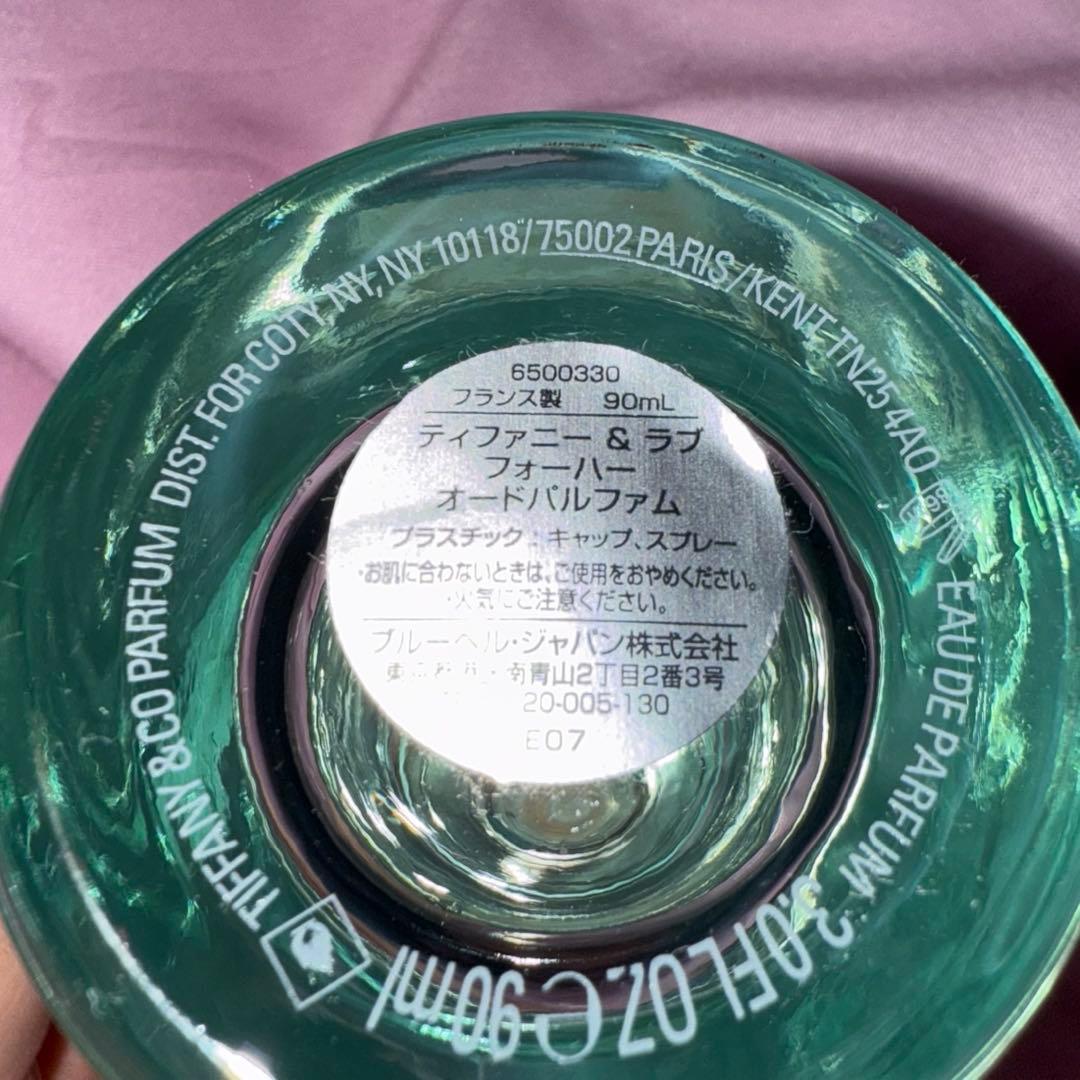 6500330
フランス製 90mL
ティファニー & ラブ
フォーハー
オードパルファム
プラスチック：キャップ、スプレー
・お肌に合わないときは、ご使用をおやめください。
・火気にご注意ください。
ブルーベル・ジャパン株式会社
南青山2丁目2番3号
20-005-130
E07
TIFFANY & CO PARFUM DIST. FOR COTY, NY, NY 10118/75002 PARIS/KENT-TN25 4AQ
EAU DE PARFUM 3.0 FL OZ. ℮ 90 ml